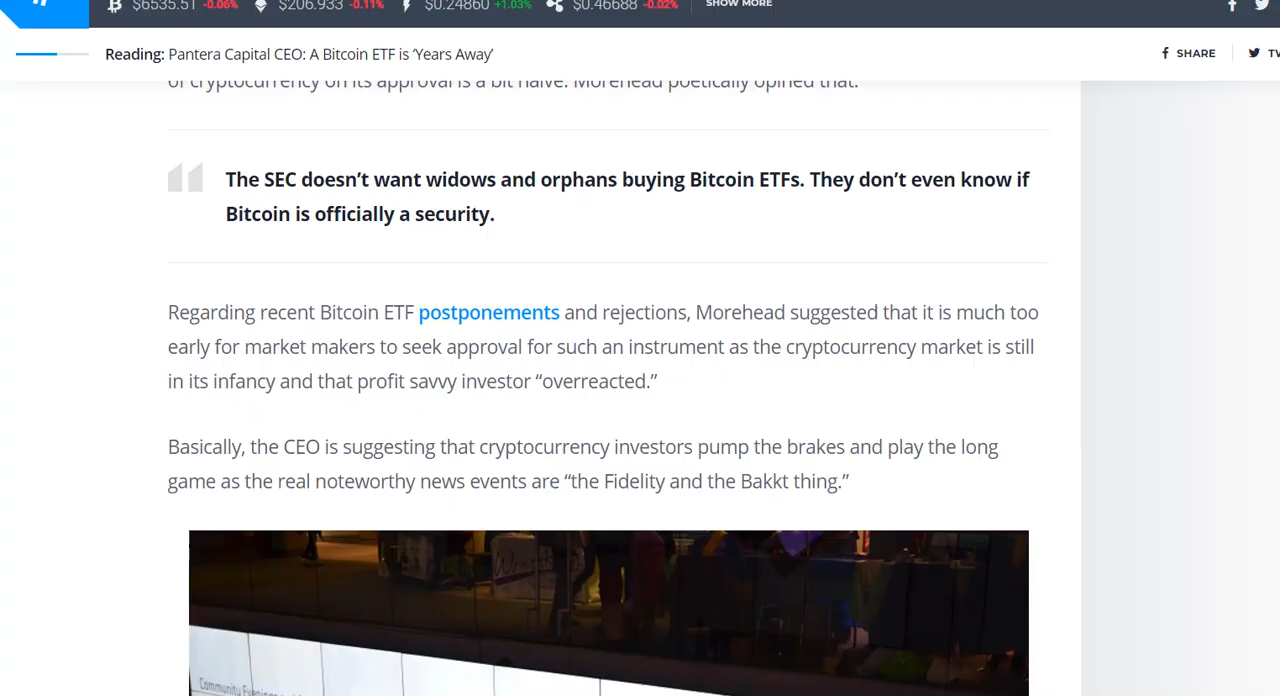 $6535.51 -0.06% $206.933 -0.11% $0.24860 +1.03% $0.46688 -0.02% SHOW MORE
Reading: Pantera Capital CEO: A Bitcoin ETF is ‘Years Away’ SHARE
of cryptocurrency on its approval is a bit naïve. Morehead poetically opined that:
The SEC doesn’t want widows and orphans buying Bitcoin ETFs. They don’t even know if
Bitcoin is officially a security.
Regarding recent Bitcoin ETF postponements and rejections, Morehead suggested that it is much too
early for market makers to seek approval for such an instrument as the cryptocurrency market is still
in its infancy and that profit savvy investor “overreacted.”
Basically, the CEO is suggesting that cryptocurrency investors pump the brakes and play the long
game as the real noteworthy news events are “the Fidelity and the Bakkt thing.”
Community